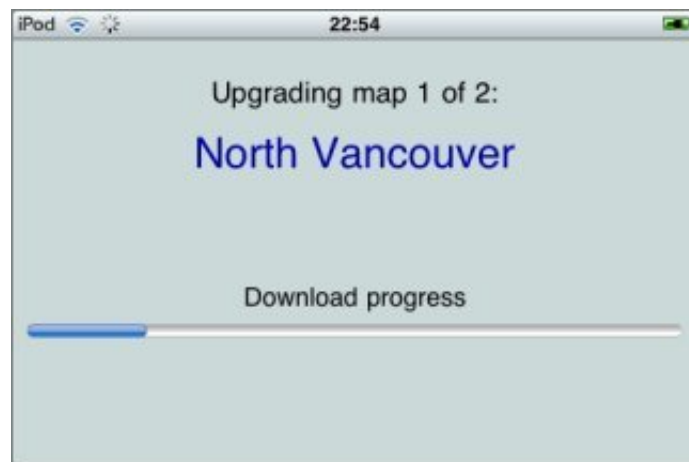 iPod 22:54
Upgrading map 1 of 2:
North Vancouver
Download progress